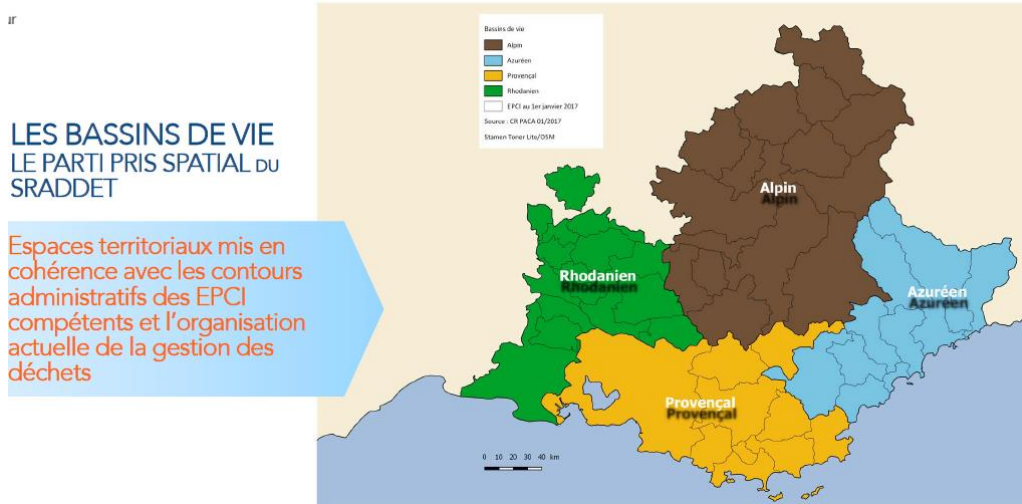 ur
LES BASSINS DE VIE
LE PARTI PRIS SPATIAL DU
SRADDET
Espaces territoriaux mis en
cohérence avec les contours
administratifs des EPCI
compétents et l'organisation
actuelle de la gestion des
déchets
Bassins de vie
Alpin
Azuréen
Provençal
Rhodanien
EPCI au 1er janvier 2017
Source : CR PACA 01/2017
Stamen Toner Lite/OSM
Alpin
Rhodanien
Azuréen
Provençal
0 10 20 30 40 km